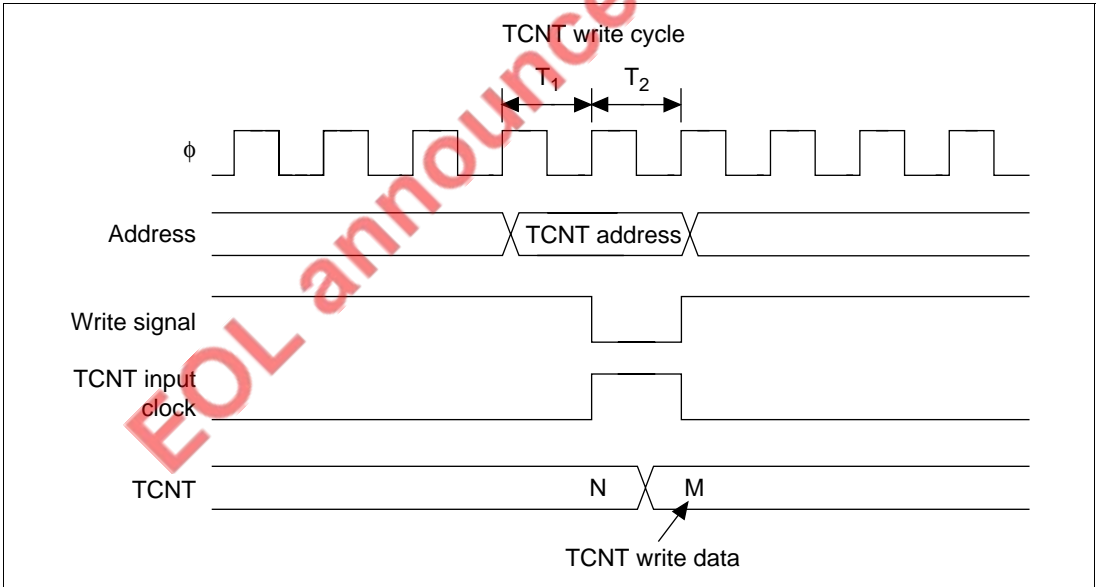 TCNT write cycle
T1 T2
ϕ
Address
TCNT address
Write signal
TCNT input
clock
TCNT
N
M
TCNT write data
EOL announce